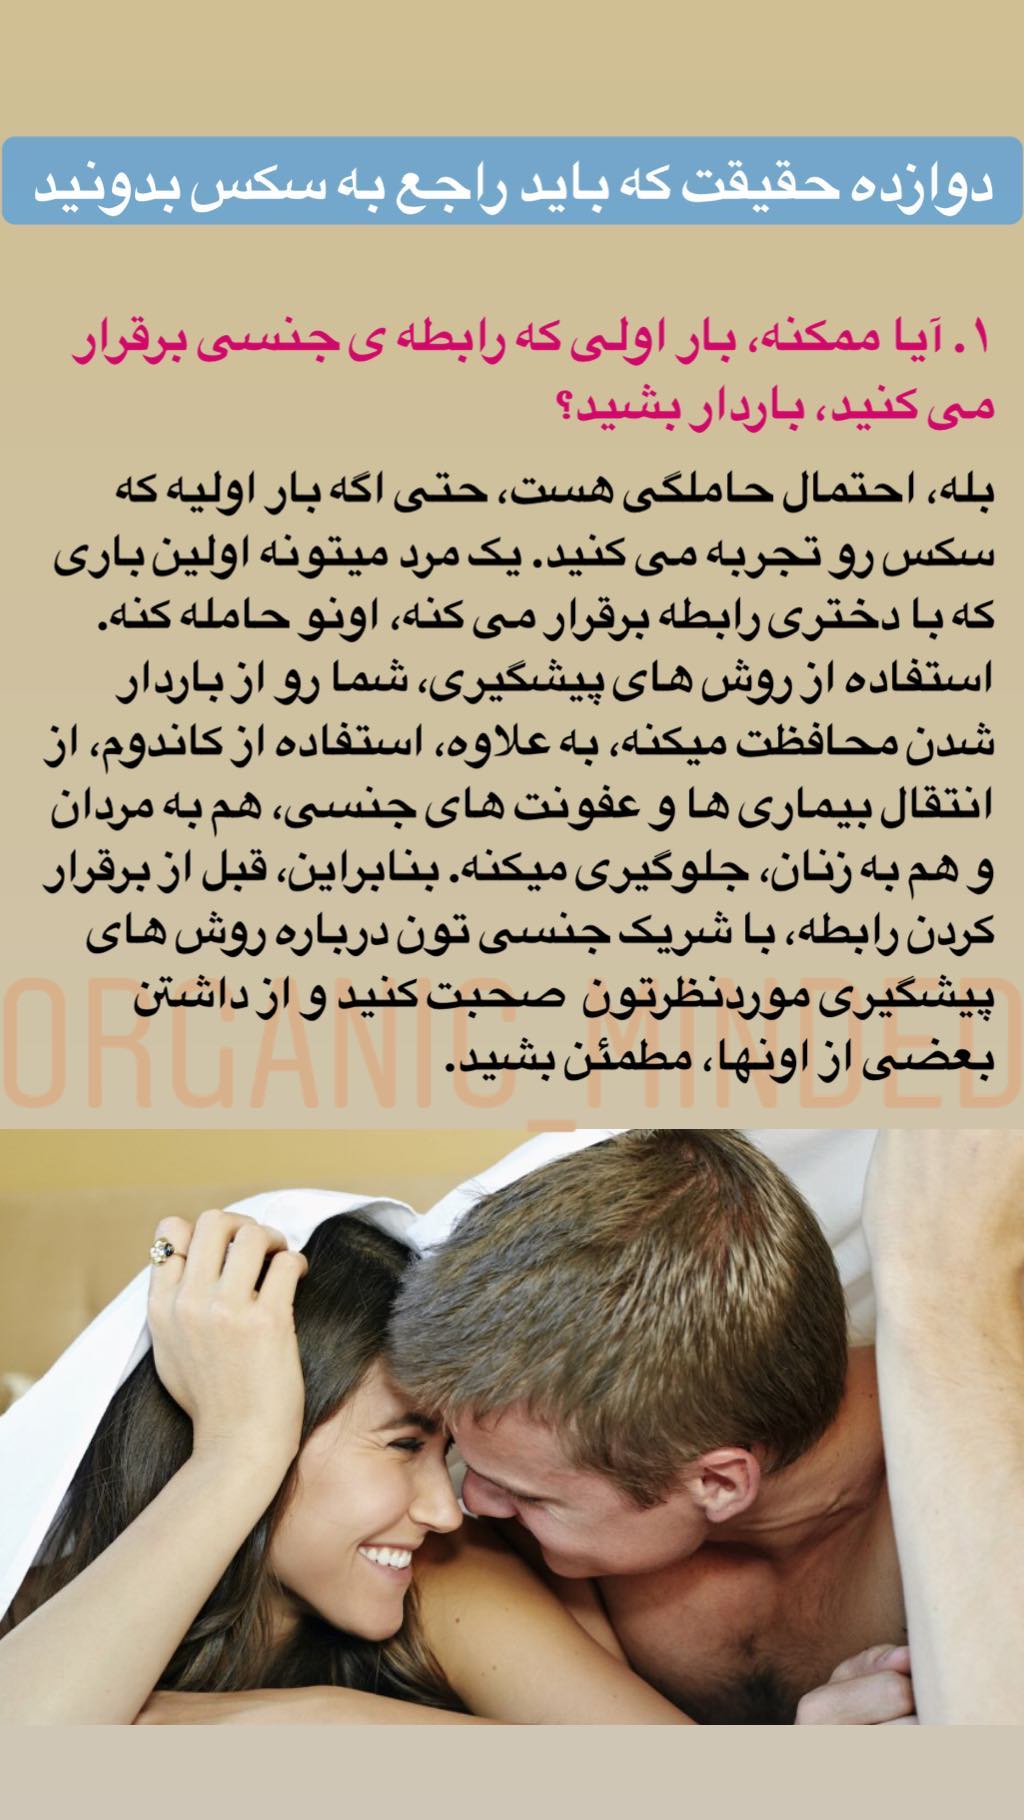 دوازده حقیقت که باید راجع به سکس بدونید
۱. آیا ممکنه، بار اولی که رابطه ی جنسی برقرار
می کنید، باردار بشید؟
بله، احتمال حاملگی هست، حتی اگه بار اولیه که
سکس رو تجربه می کنید. یک مرد میتونه اولین باری
که با دختری رابطه برقرار می کنه، اونو حامله کنه.
استفاده از روش های پیشگیری، شما رو از باردار
شدن محافظت میکنه، به علاوه، استفاده از کاندوم، از
انتقال بیماری ها و عفونت های جنسی، هم به مردان
و هم به زنان، جلوگیری میکنه. بنابراین، قبل از برقرار
کردن رابطه، با شریک جنسی تون درباره روش های
پیشگیری موردنظرتون صحبت کنید و از داشتن
بعضی از اونها، مطمئن بشید.
ORGANIC_MINDED